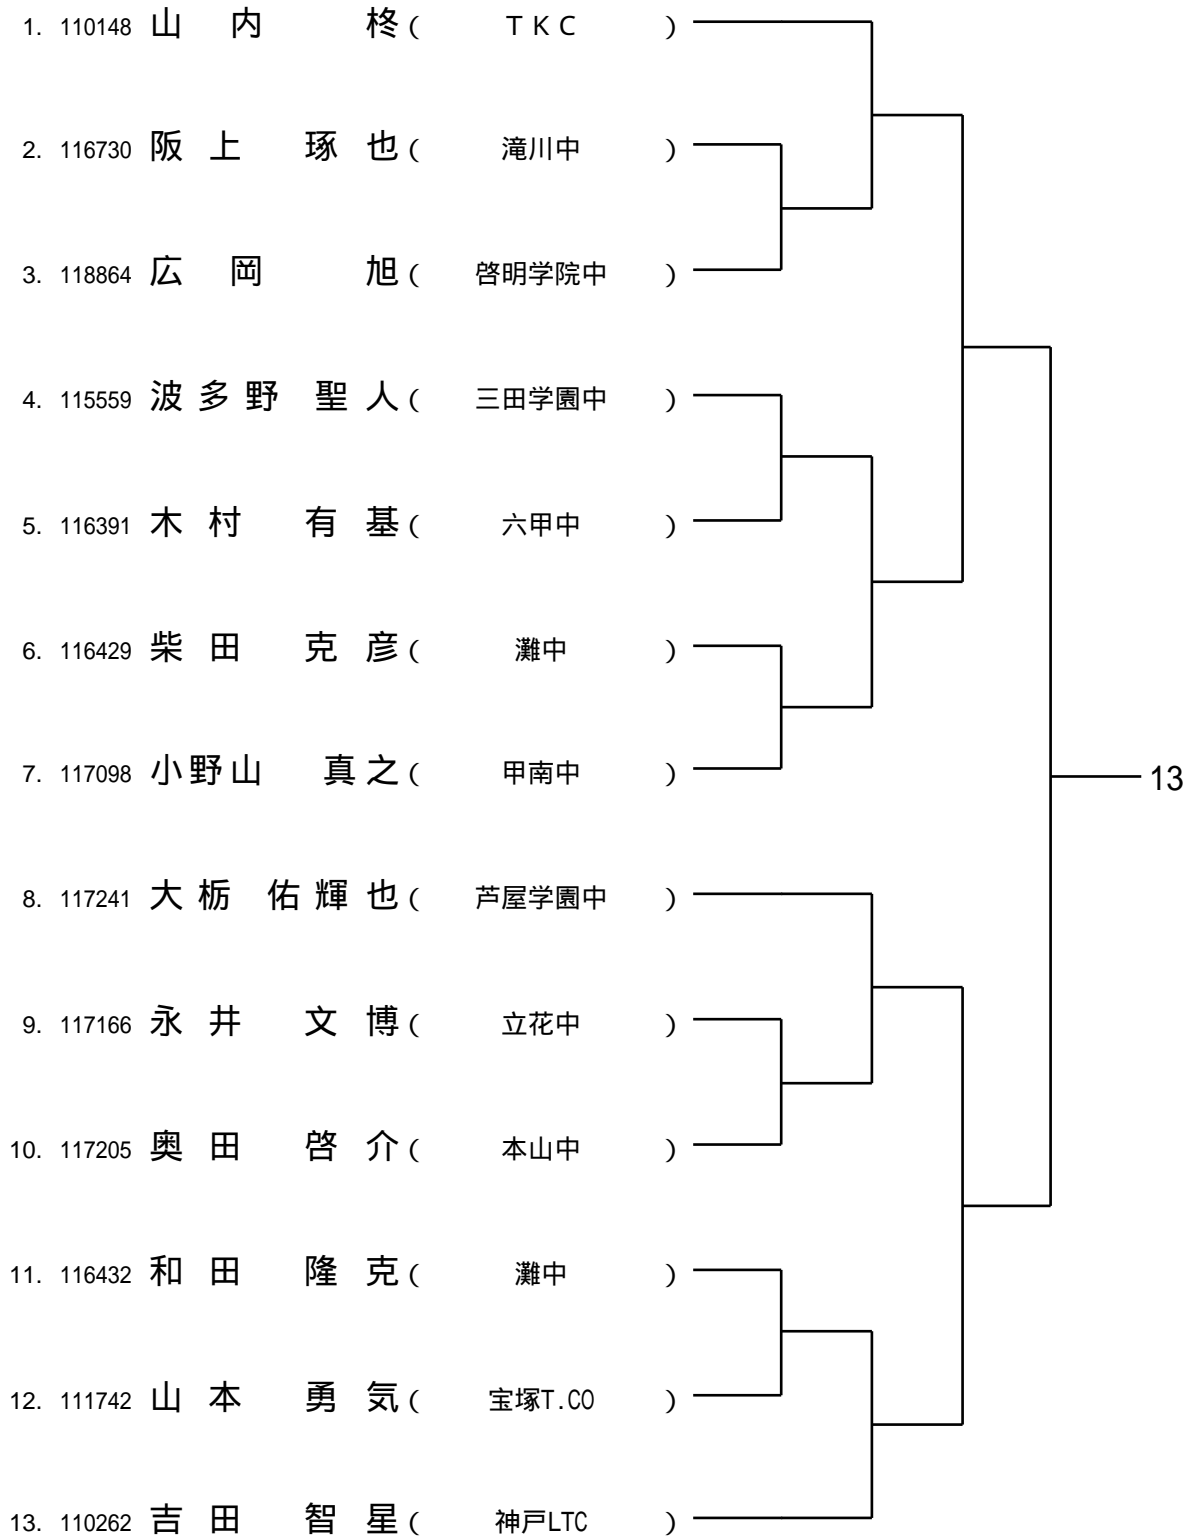 1. 110148 山内 柊 ( TKC )
2. 116730 阪上 琢也 ( 滝川中 )
3. 118864 広岡 旭 ( 啓明学院中 )
4. 115559 波多野 聖人 ( 三田学園中 )
5. 116391 木村 有基 ( 六甲中 )
6. 116429 柴田 克彦 ( 灘中 )
7. 117098 小野山 真之 ( 甲南中 )
13
8. 117241 大栃 佑輝也 ( 芦屋学園中 )
9. 117166 永井 文博 ( 立花中 )
10. 117205 奥田 啓介 ( 本山中 )
11. 116432 和田 隆克 ( 灘中 )
12. 111742 山本 勇気 ( 宝塚T.CO )
13. 110262 吉田 智星 ( 神戸LTC )